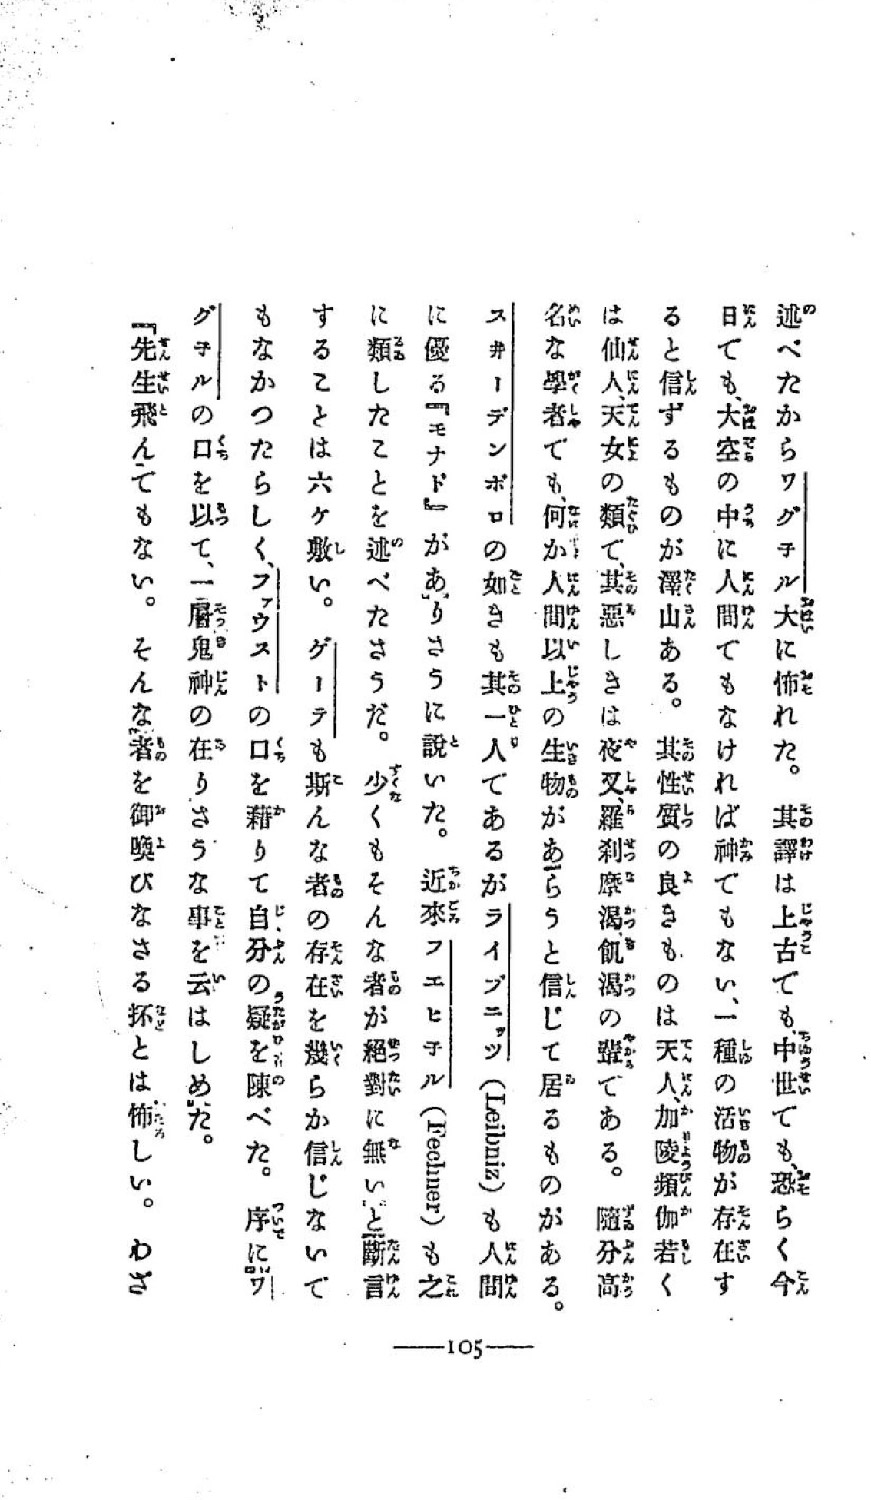 述べたからワグ子ル大に怖れた。其譯は上古でも、中世ても、恐らく今
日ても、大空の中に人間てもなければ神でもない、一種の活物が存在す
ると信ずるものが澤山ある。其性質の良きものは天人、加陵頻伽若く
は仙人、天女の類で、其惡しきは夜叉、羅刹、摩渇、飢渇の輩である。隨分高
名な學者でも、何か人間以上の生物があらうと信じて居るものがある。
スヰーデンボロの如きも其一人であるがライブニッツ(Leibniz)も人間
に優る『モナド』がありさうに説いた。近來フエヒ子ル(Fechner)も之
に類したことを述べたさうだ。少くもそんな者が絕對に無いと斷言
することは六ケ敷い。ゲーテも斯んな者の存在を幾らか信じないで
もなかつたらしく、ファウストの口を藉りて自分の疑を陳べた。序にワ
グ子ルの口を以て、一層鬼神の在りさうな事を云はしめた。
『先生飛んてもない。そんな者を御喚びなさる抔とは怖しい。わざ
105